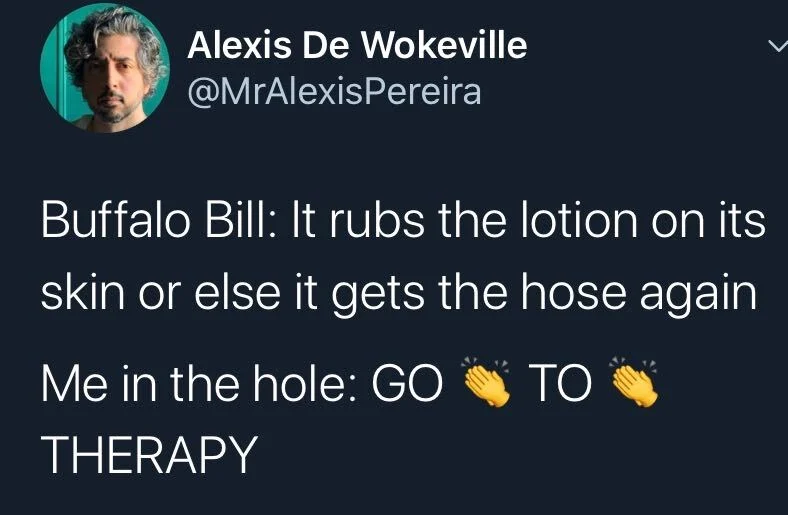 Alexis De Wokeville
@MrAlexisPereira
Buffalo Bill: It rubs the lotion on its
skin or else it gets the hose again
Me in the hole: GO 👏 TO 👏
THERAPY